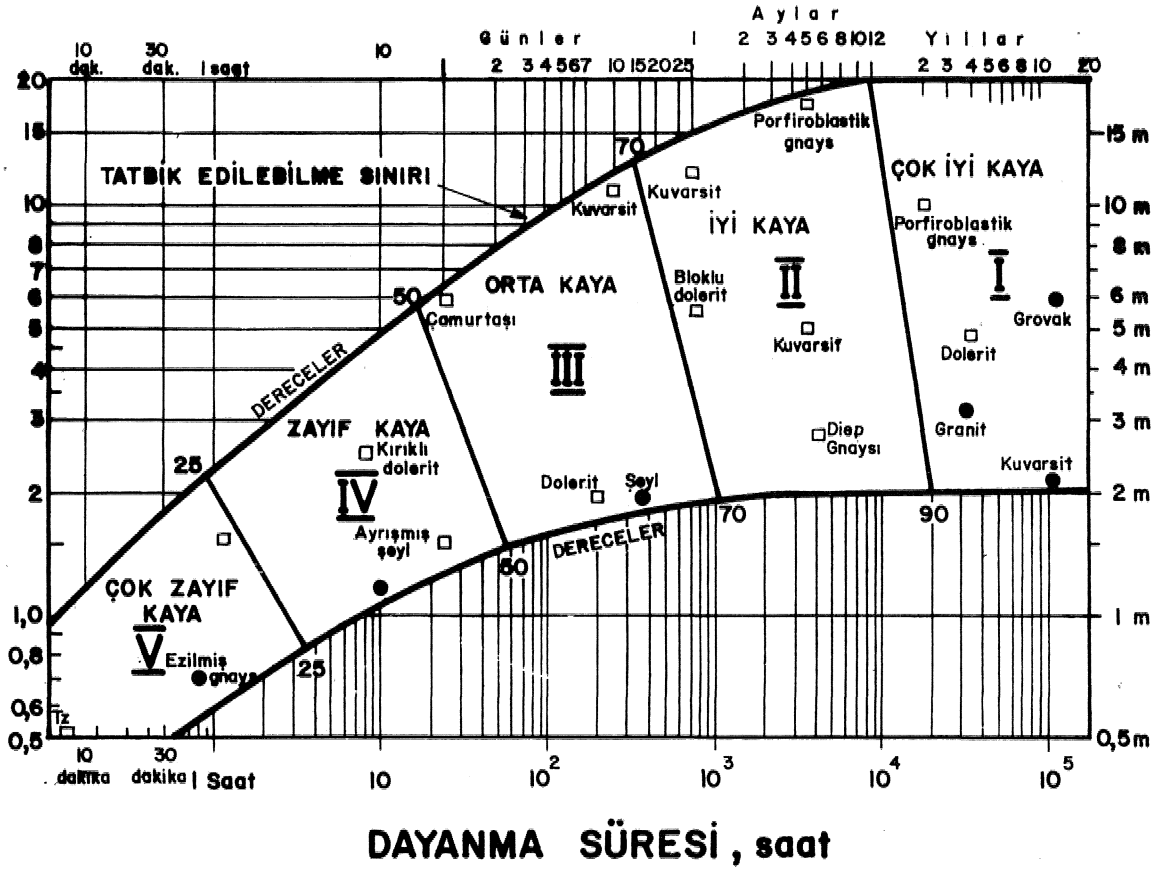 Aylar
Günler 1 2 3 4 5 6 8 10 12 Yıllar
10 30 10 1 2 3 4 5 6 7 10 15 20 25 2 3 4 5 6 8 10 20
dak. dak. 1 saat
20
15 15 m
10 10 m
8 8 m
7
6 6 m
5 5 m
4 4 m
3 3 m
2 2 m
1,0 1 m
0,8
0,6
0,5 0,5 m
TATBİK EDİLEBİLME SINIRI
DERECELER
25
50
70
Porfiroblastik
gnays
Kuvarsit
Kuvarsit
ÇOK İYİ KAYA
I
Porfiroblastik
gnays
Grovak
Dolerit
Granit
Kuvarsit
İYİ KAYA
II
Bloklu
dolerit
Kuvarsit
Diep
Gnaysı
ORTA KAYA
III
Çamurtaşı
Dolerit
Şeyl
ZAYIF KAYA
IV
Kırıklı
dolerit
Ayrışmış
şeyl
ÇOK ZAYIF
KAYA
V
Ezilmiş
gnays
Tz
25
50
DERECELER
70
90
10 30
dakika dakika 1 Saat 10 10² 10³ 10⁴ 10⁵
DAYANMA SÜRESİ, saat